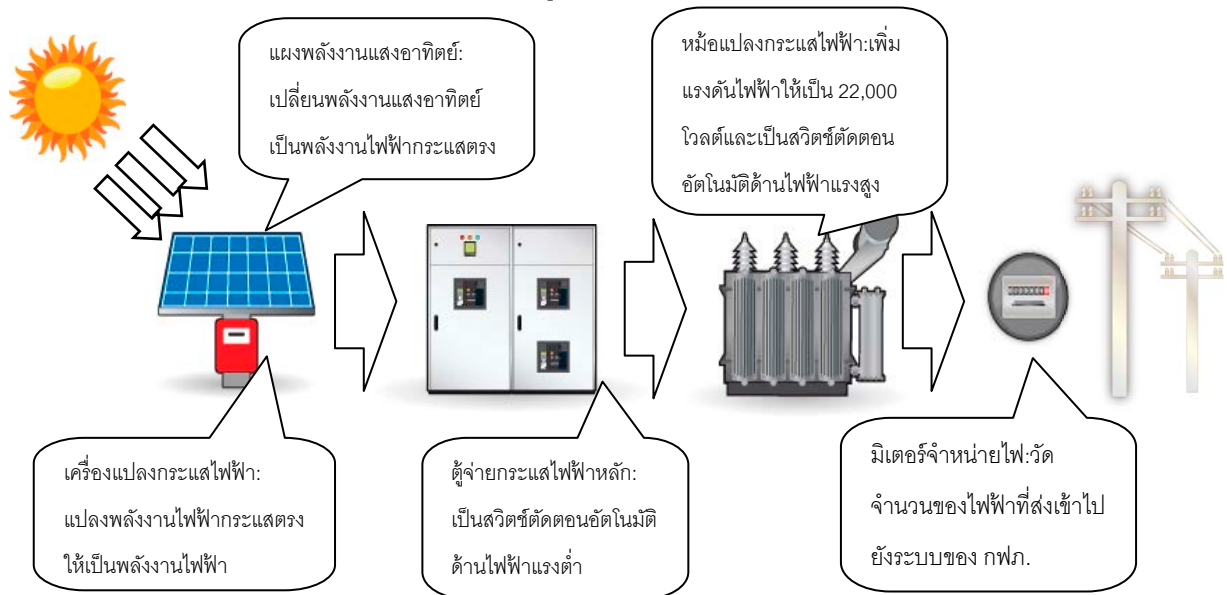 แผงพลังงานแสงอาทิตย์:
เปลี่ยนพลังงานแสงอาทิตย์
เป็นพลังงานไฟฟ้ากระแสตรง
หม้อแปลงกระแสไฟฟ้า:เพิ่ม
แรงดันไฟฟ้าให้เป็น 22,000
โวลต์และเป็นสวิตช์ตัดตอน
อัตโนมัติด้านไฟฟ้าแรงสูง
เครื่องแปลงกระแสไฟฟ้า:
แปลงพลังงานไฟฟ้ากระแสตรง
ให้เป็นพลังงานไฟฟ้า
ตู้จ่ายกระแสไฟฟ้าหลัก:
เป็นสวิตช์ตัดตอนอัตโนมัติ
ด้านไฟฟ้าแรงต่ำ
มิเตอร์จำหน่ายไฟ:วัด
จำนวนของไฟฟ้าที่ส่งเข้าไป
ยังระบบของ กฟภ.